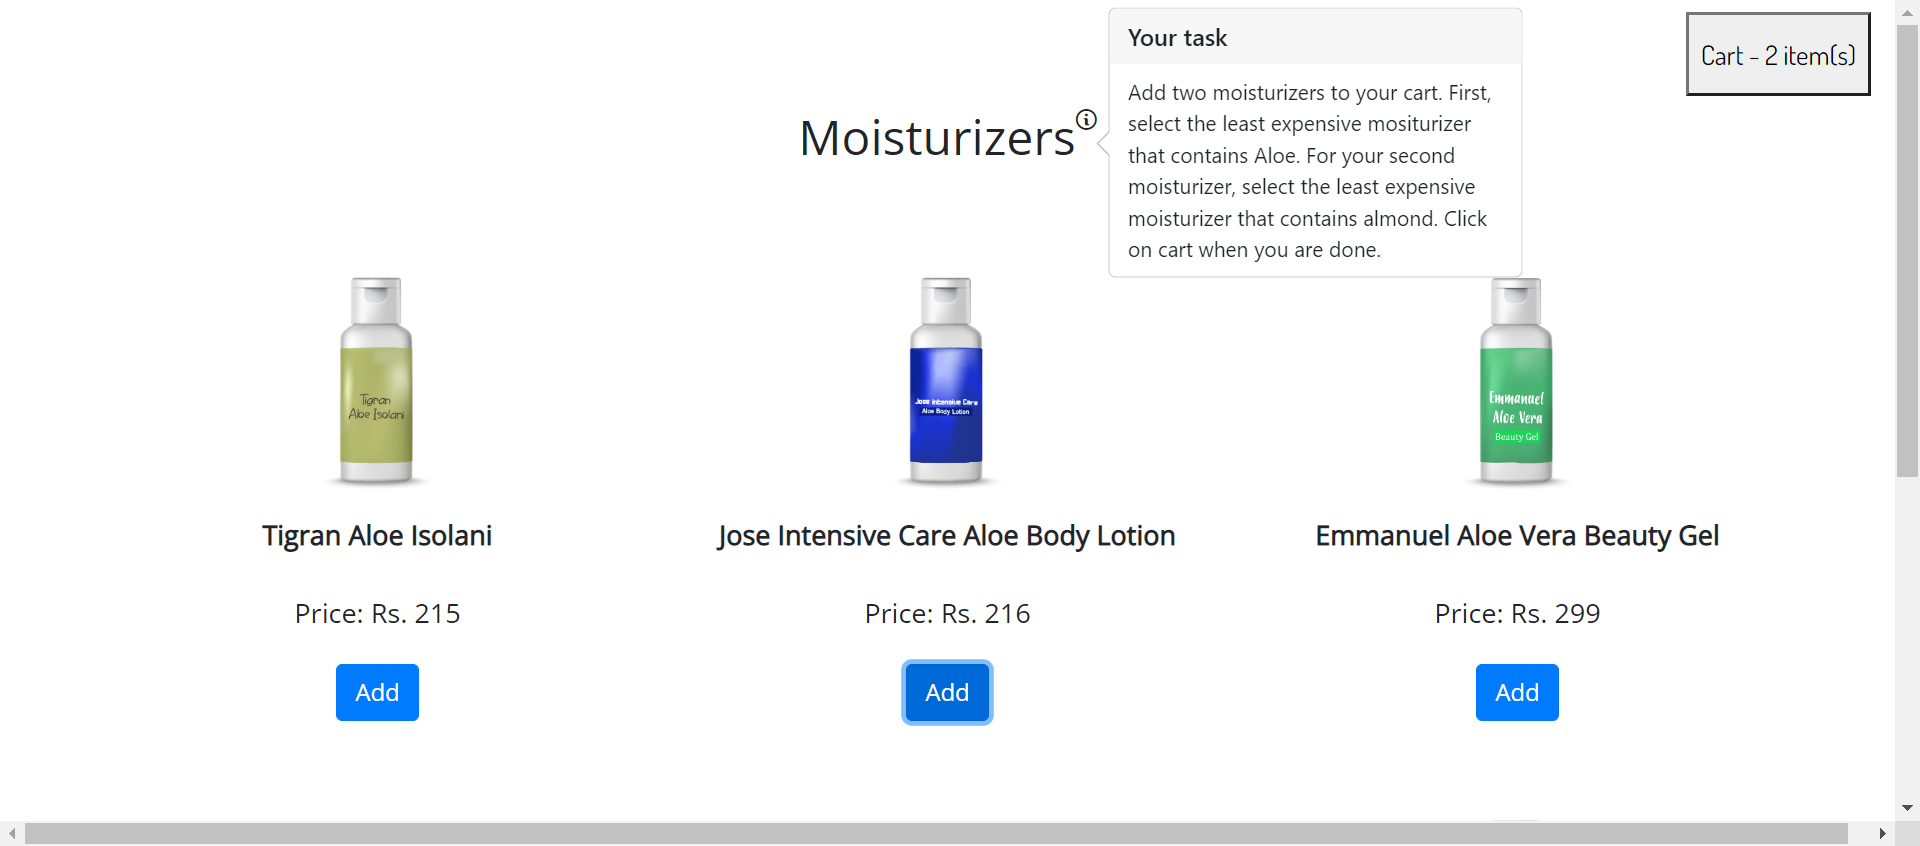 Your task
Cart - 2 item(s)
Add two moisturizers to your cart. First,
select the least expensive mositurizer
that contains Aloe. For your second
moisturizer, select the least expensive
moisturizer that contains almond. Click
on cart when you are done.
Moisturizers
Tigran
Aloe Isolani
Jose Intensive Care
Aloe Body Lotion
Emmanuel
Aloe Vera
Beauty Gel
Tigran Aloe Isolani
Jose Intensive Care Aloe Body Lotion
Emmanuel Aloe Vera Beauty Gel
Price: Rs. 215
Price: Rs. 216
Price: Rs. 299
Add
Add
Add